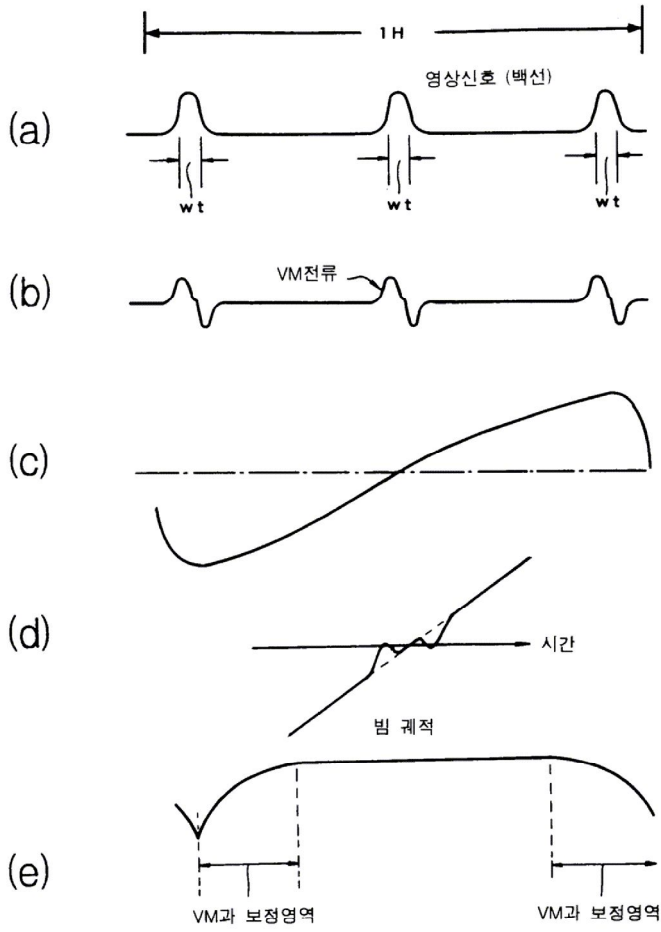 1H
영상신호 (백선)
(a)
wt wt wt
VM전류
(b)
(c)
(d)
시간
빔 궤적
(e)
VM과 보정영역 VM과 보정영역